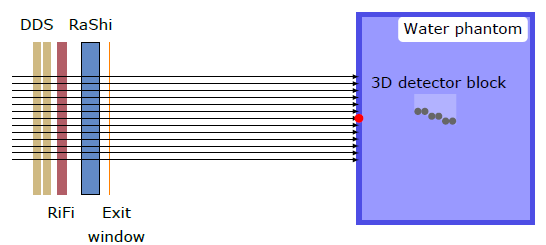 DDS RaShi
Water phantom
3D detector block
RiFi Exit
window